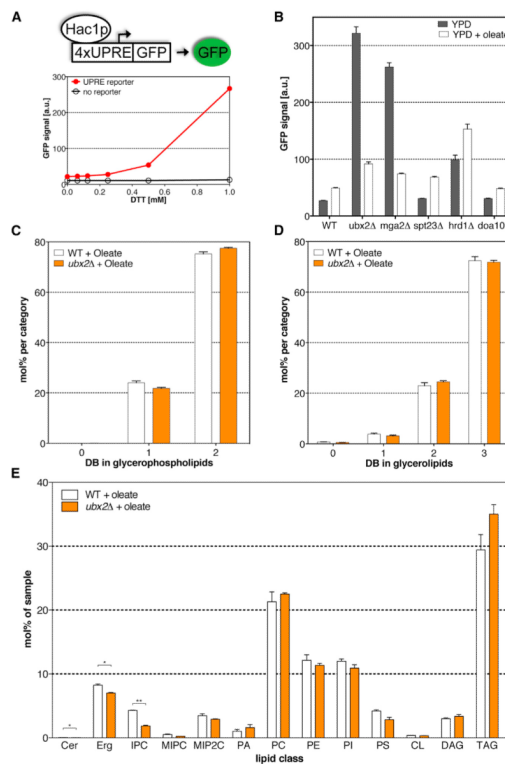 A
Hac1p
4xUPRE GFP
GFP
UPRE reporter
no reporter
GFP signal [a.u.]
300
200
100
0
0.0 0.2 0.4 0.6 0.8 1.0
DTT [mM]
B
YPD
YPD + oleate
GFP signal [a.u.]
300
200
100
0
WT ubx2Δ mga2Δ spt23Δ hrd1Δ doa10
C
WT + Oleate
ubx2Δ + Oleate
mol% per category
80
60
40
20
0
0 1 2
DB in glycerophospholipids
D
WT + Oleate
ubx2Δ + Oleate
mol% per category
80
60
40
20
0
0 1 2 3
DB in glycerolipids
E
WT + oleate
ubx2Δ + oleate
mol% of sample
40
30
20
10
0
* * **
Cer Erg IPC MIPC MIP2C PA PC PE PI PS CL DAG TAG
lipid class